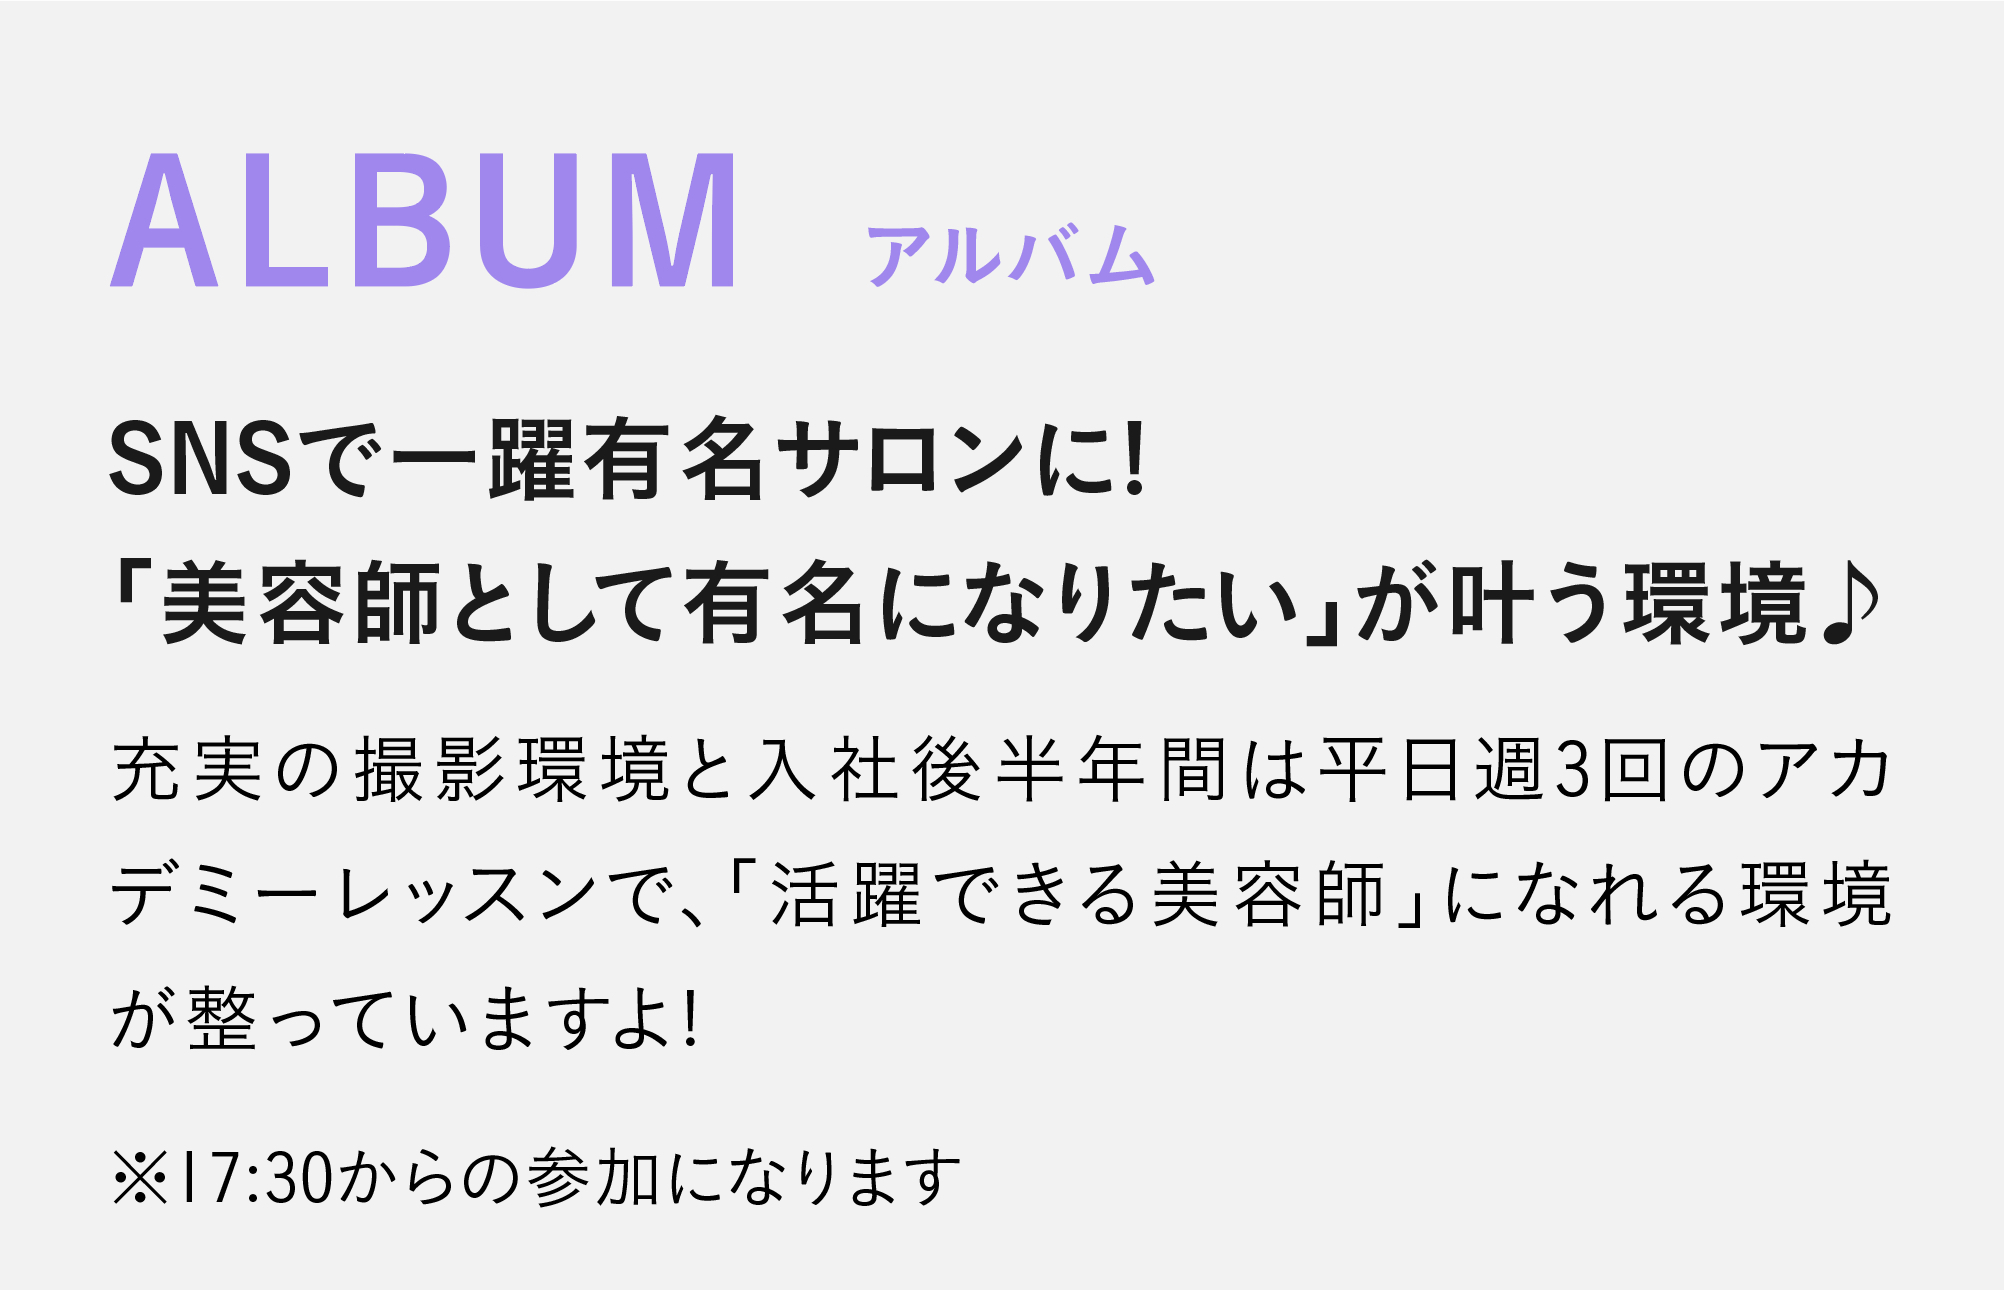 ALBUM アルバム
SNSで一躍有名サロンに!
「美容師として有名になりたい」が叶う環境♪
充実の撮影環境と入社後半年間は平日週3回のアカ
デミーレッスンで、「活躍できる美容師」になれる環境
が整っていますよ!
※17:30からの参加になります